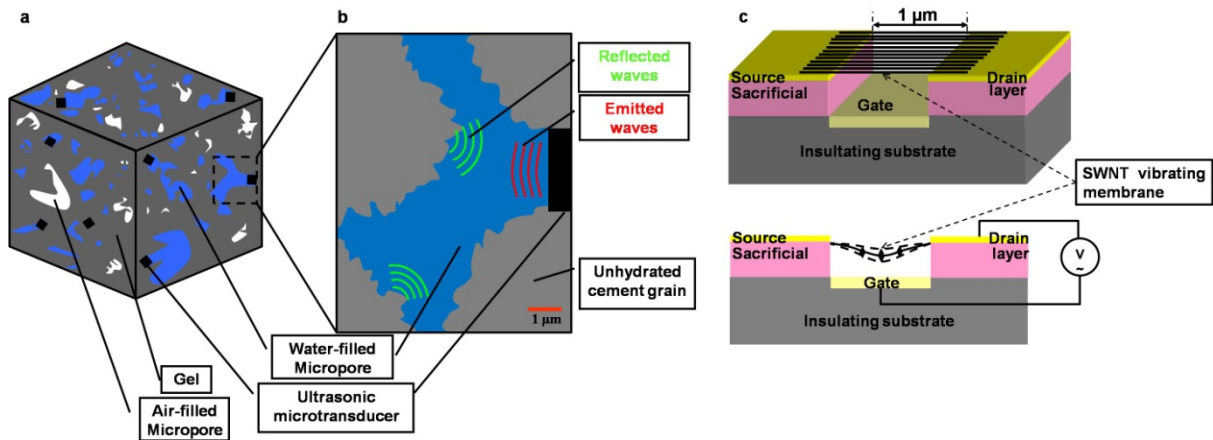 a
Gel
Air-filled
Micropore
Water-filled
Micropore
Ultrasonic
microtransducer
b
Reflected
waves
Emitted
waves
Unhydrated
cement grain
1 µm
c
1 µm
Source
Sacrificial
Gate
Drain
layer
Insultating substrate
SWNT vibrating
membrane
Source
Sacrificial
Gate
Drain
layer
V
~
Insulating substrate